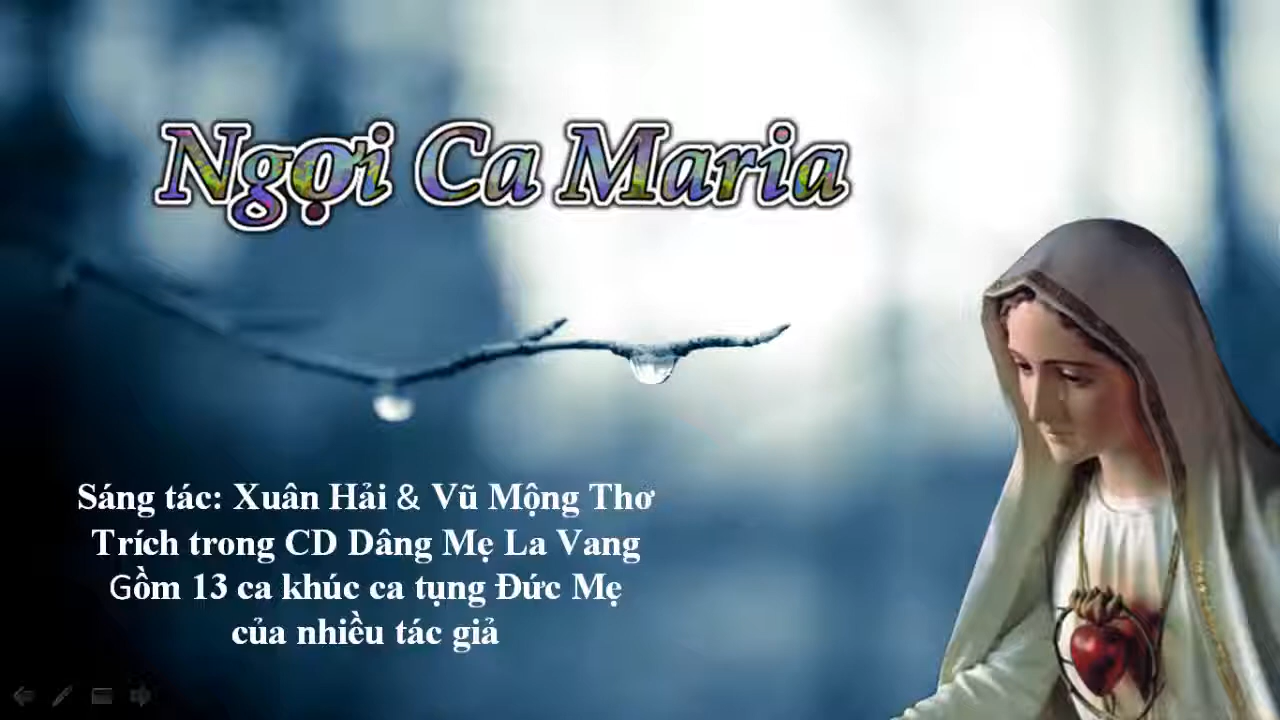 Ngợi Ca Maria
Sáng tác: Xuân Hải & Vũ Mộng Thơ
Trích trong CD Dâng Mẹ La Vang
Gồm 13 ca khúc ca tụng Đức Mẹ
của nhiều tác giả